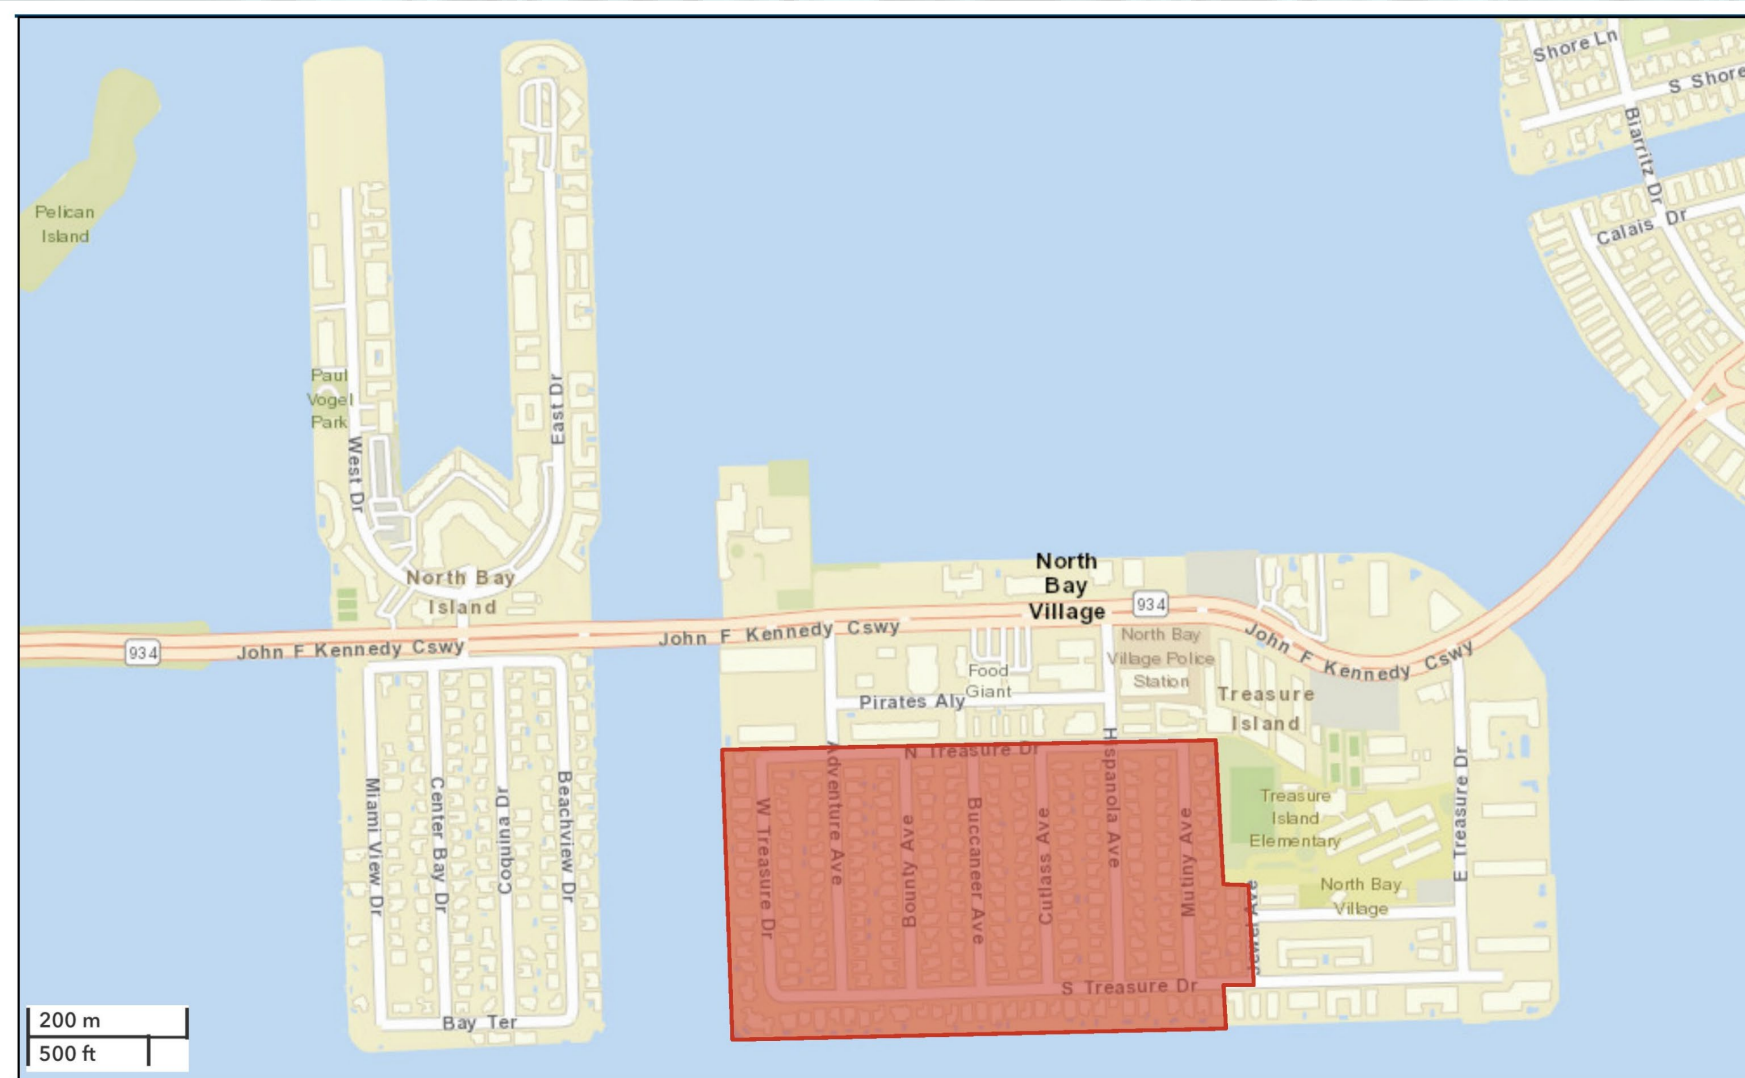 Shore Ln
S Shore
Biarritz Dr
Calais Dr
Pelican
Island
Paul
Vogel
Park
West Dr
East Dr
North Bay
Island
North
Bay
Village
934
934
John F Kennedy Cswy
John F Kennedy Cswy
John F Kennedy Cswy
North Bay
Village Police
Station
Food
Giant
Pirates Aly
Treasure
Island
N Treasure Dr
Miami View Dr
Center Bay Dr
Coquina Dr
Beachview Dr
W Treasure Dr
Adventure Ave
Bounty Ave
Buccaneer Ave
Cutlass Ave
Hispanola Ave
Mutiny Ave
Treasure
Island
Elementary
E Treasure Dr
North Bay
Village
S Treasure Dr
Bay Ter
200 m
500 ft